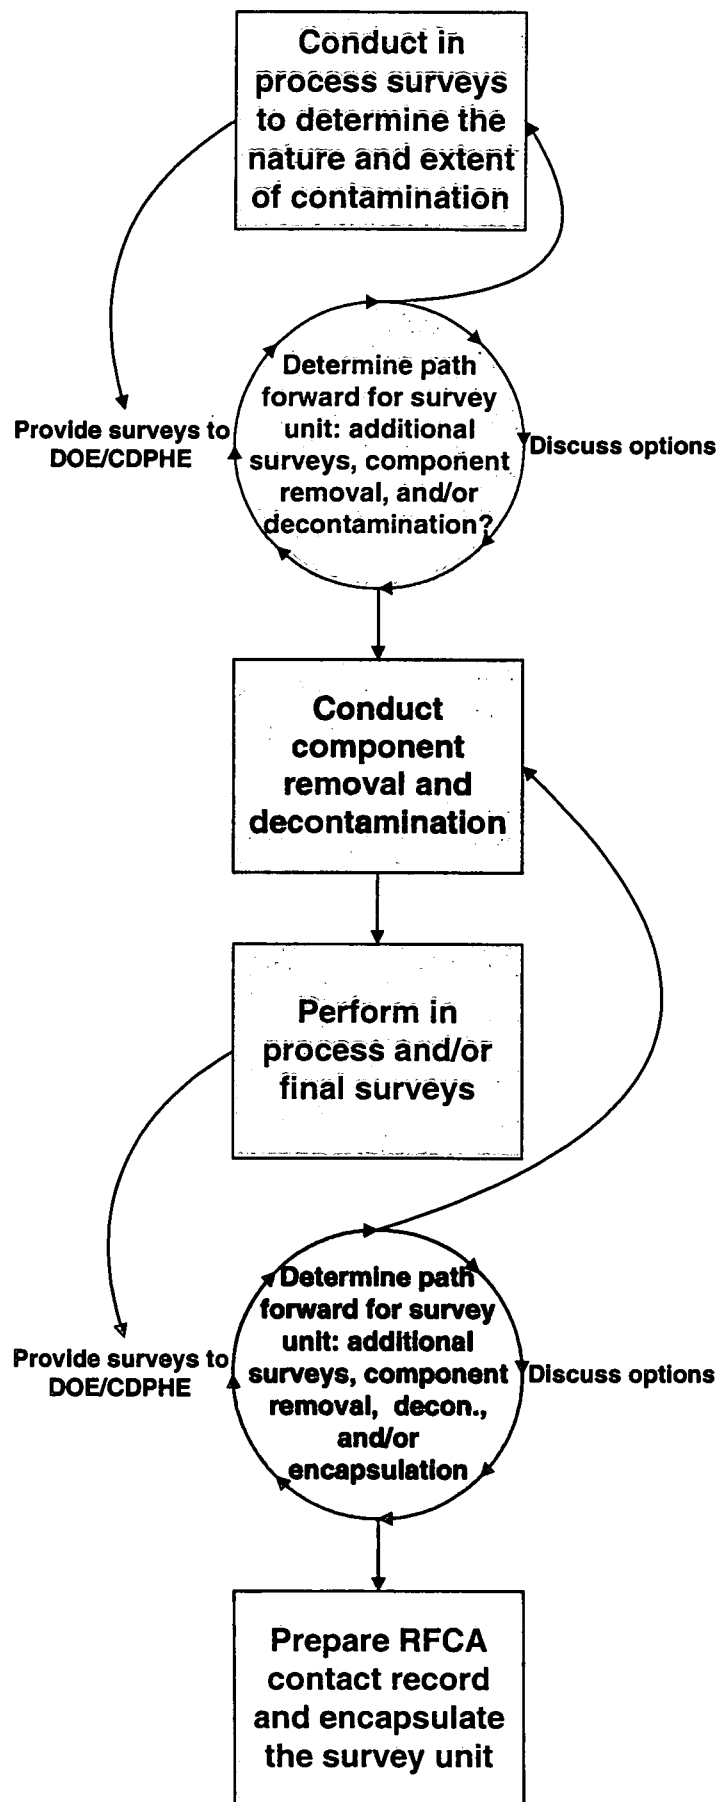 Conduct in
process surveys
to determine the
nature and extent
of contamination
Determine path
forward for survey
unit: additional
surveys, component
removal, and/or
decontamination?
Provide surveys to
DOE/CDPHE
Discuss options
Conduct
component
removal and
decontamination
Perform in
process and/or
final surveys
Determine path
forward for survey
unit: additional
surveys, component
removal, decon.,
and/or
encapsulation
Provide surveys to
DOE/CDPHE
Discuss options
Prepare RFCA
contact record
and encapsulate
the survey unit